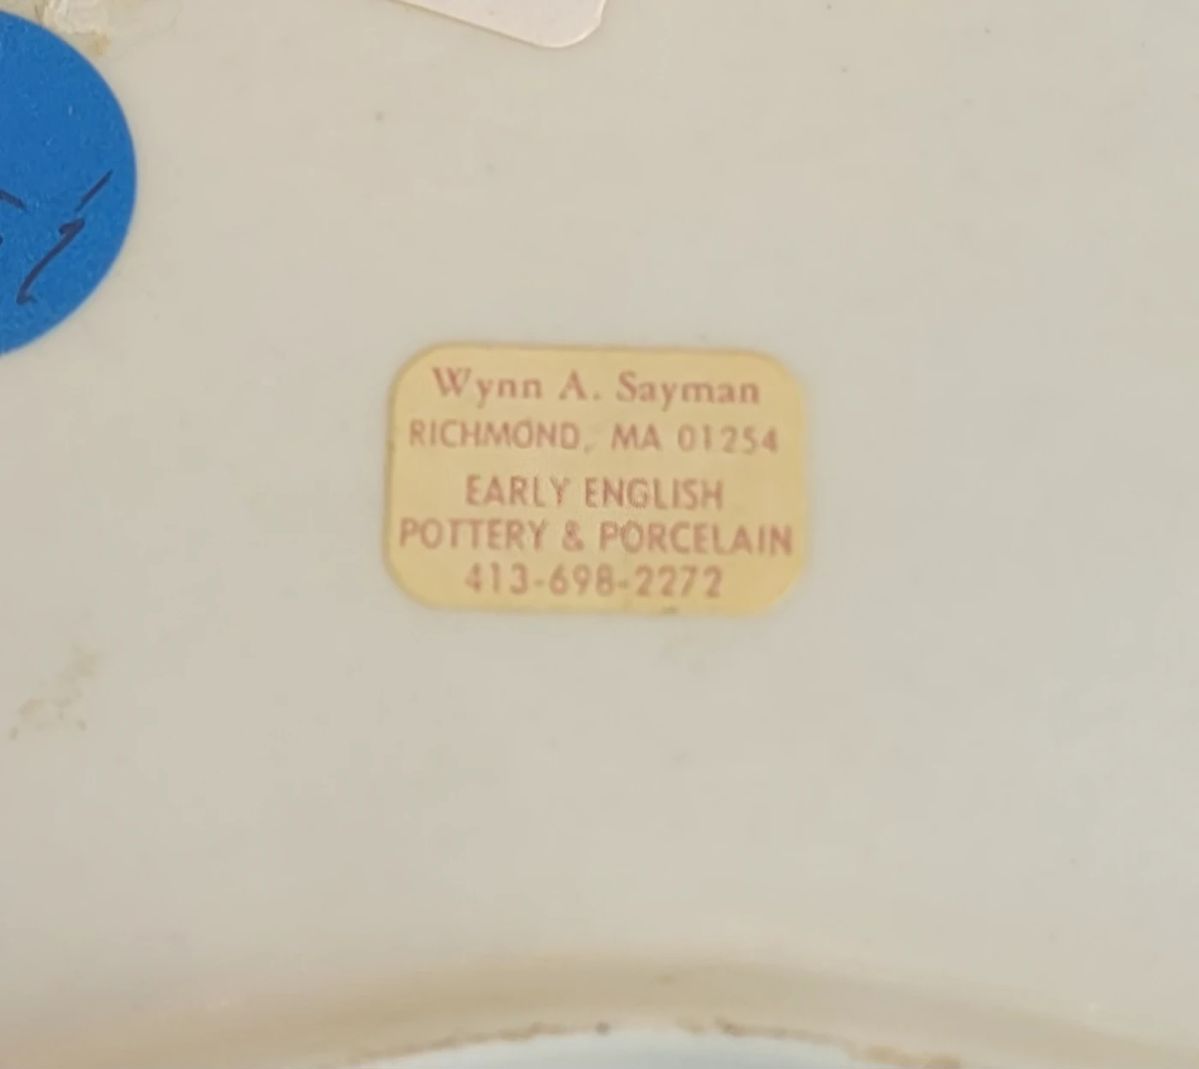 Wynn A. Sayman
RICHMOND, MA 01254
EARLY ENGLISH
POTTERY & PORCELAIN
413-698-2272